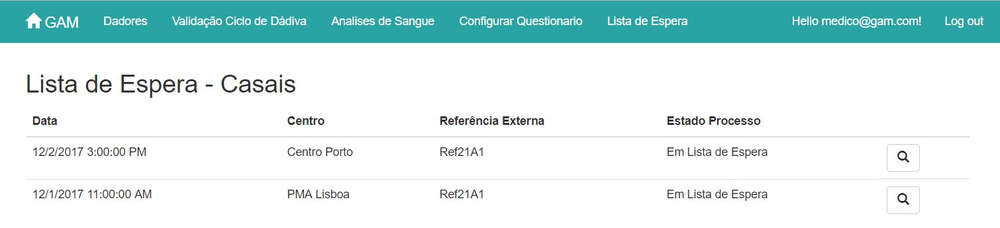 GAM Dadores Validação Ciclo de Dádiva Analises de Sangue Configurar Questionario Lista de Espera Hello medico@gam.com! Log out
Lista de Espera - Casais
Data Centro Referência Externa Estado Processo
12/2/2017 3:00:00 PM Centro Porto Ref21A1 Em Lista de Espera
12/1/2017 11:00:00 AM PMA Lisboa Ref21A1 Em Lista de Espera